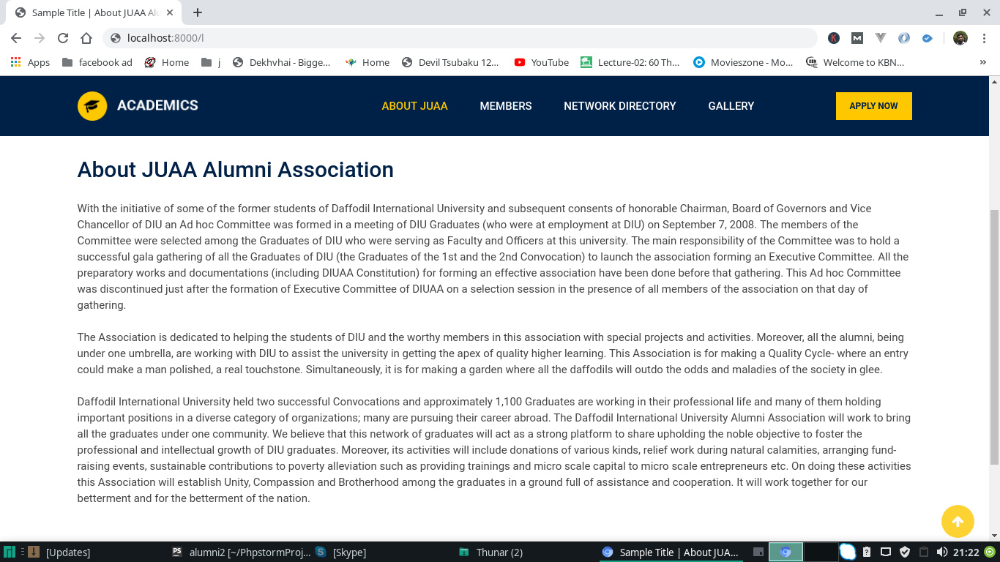 Sample Title | About JUAA Alu
localhost:8000/l
Apps
facebook ad
Home
j
Dekhvhai - Bigge...
Home
Devil Tsubaku 12...
YouTube
Lecture-02: 60 Th...
Movieszone - Mo...
Welcome to KBN...
»
ACADEMICS
ABOUT JUAA
MEMBERS
NETWORK DIRECTORY
GALLERY
APPLY NOW
About JUAA Alumni Association
With the initiative of some of the former students of Daffodil International University and subsequent consents of honorable Chairman, Board of Governors and Vice
Chancellor of DIU an Ad hoc Committee was formed in a meeting of DIU Graduates (who were at employment at DIU) on September 7, 2008. The members of the
Committee were selected among the Graduates of DIU who were serving as Faculty and Officers at this university. The main responsibility of the Committee was to hold a
successful gala gathering of all the Graduates of DIU (the Graduates of the 1st and the 2nd Convocation) to launch the association forming an Executive Committee. All the
preparatory works and documentations (including DIUAA Constitution) for forming an effective association have been done before that gathering. This Ad hoc Committee
was discontinued just after the formation of Executive Committee of DIUAA on a selection session in the presence of all members of the association on that day of
gathering.
The Association is dedicated to helping the students of DIU and the worthy members in this association with special projects and activities. Moreover, all the alumni, being
under one umbrella, are working with DIU to assist the university in getting the apex of quality higher learning. This Association is for making a Quality Cycle- where an entry
could make a man polished, a real touchstone. Simultaneously, it is for making a garden where all the daffodils will outdo the odds and maladies of the society in glee.
Daffodil International University held two successful Convocations and approximately 1,100 Graduates are working in their professional life and many of them holding
important positions in a diverse category of organizations; many are pursuing their career abroad. The Daffodil International University Alumni Association will work to bring
all the graduates under one community. We believe that this network of graduates will act as a strong platform to share upholding the noble objective to foster the
professional and intellectual growth of DIU graduates. Moreover, its activities will include donations of various kinds, relief work during natural calamities, arranging fund-
raising events, sustainable contributions to poverty alleviation such as providing trainings and micro scale capital to micro scale entrepreneurs etc. On doing these activities
this Association will establish Unity, Compassion and Brotherhood among the graduates in a ground full of assistance and cooperation. It will work together for our
betterment and for the betterment of the nation.
[Updates]
PS
alumni2 [~/PhpstormProj...
[Skype]
Thunar (2)
Sample Title | About JUA...
21:22